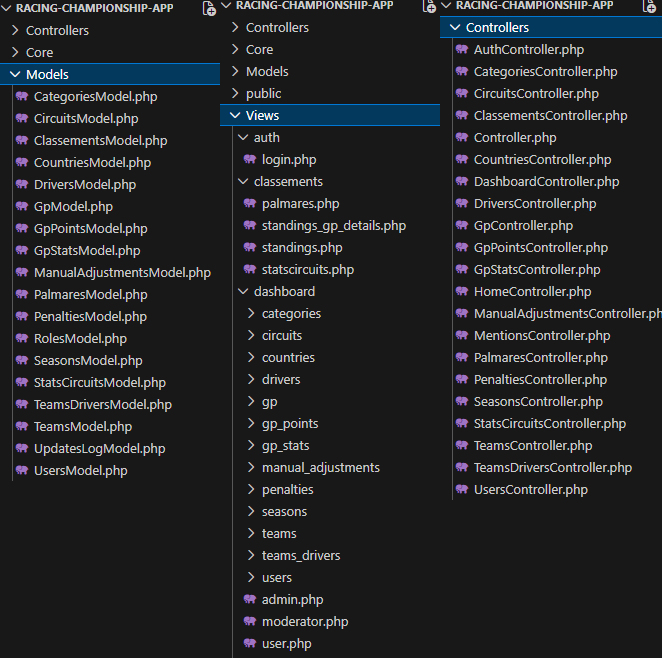 RACING-CHAMPIONSHIP-APP
Controllers
Core
Models
CategoriesModel.php
CircuitsModel.php
ClassementsModel.php
CountriesModel.php
DriversModel.php
GpModel.php
GpPointsModel.php
GpStatsModel.php
ManualAdjustmentsModel.php
PalmaresModel.php
PenaltiesModel.php
RolesModel.php
SeasonsModel.php
StatsCircuitsModel.php
TeamsDriversModel.php
TeamsModel.php
UpdatesLogModel.php
UsersModel.php
RACING-CHAMPIONSHIP-APP
Controllers
Core
Models
public
Views
auth
login.php
classements
palmares.php
standings_gp_details.php
standings.php
statscircuits.php
dashboard
categories
circuits
countries
drivers
gp
gp_points
gp_stats
manual_adjustments
penalties
seasons
teams
teams_drivers
users
admin.php
moderator.php
user.php
RACING-CHAMPIONSHIP-APP
Controllers
AuthController.php
CategoriesController.php
CircuitsController.php
ClassementsController.php
Controller.php
CountriesController.php
DashboardController.php
DriversController.php
GpController.php
GpPointsController.php
GpStatsController.php
HomeController.php
ManualAdjustmentsController.ph
MentionsController.php
PalmaresController.php
PenaltiesController.php
SeasonsController.php
StatsCircuitsController.php
TeamsController.php
TeamsDriversController.php
UsersController.php